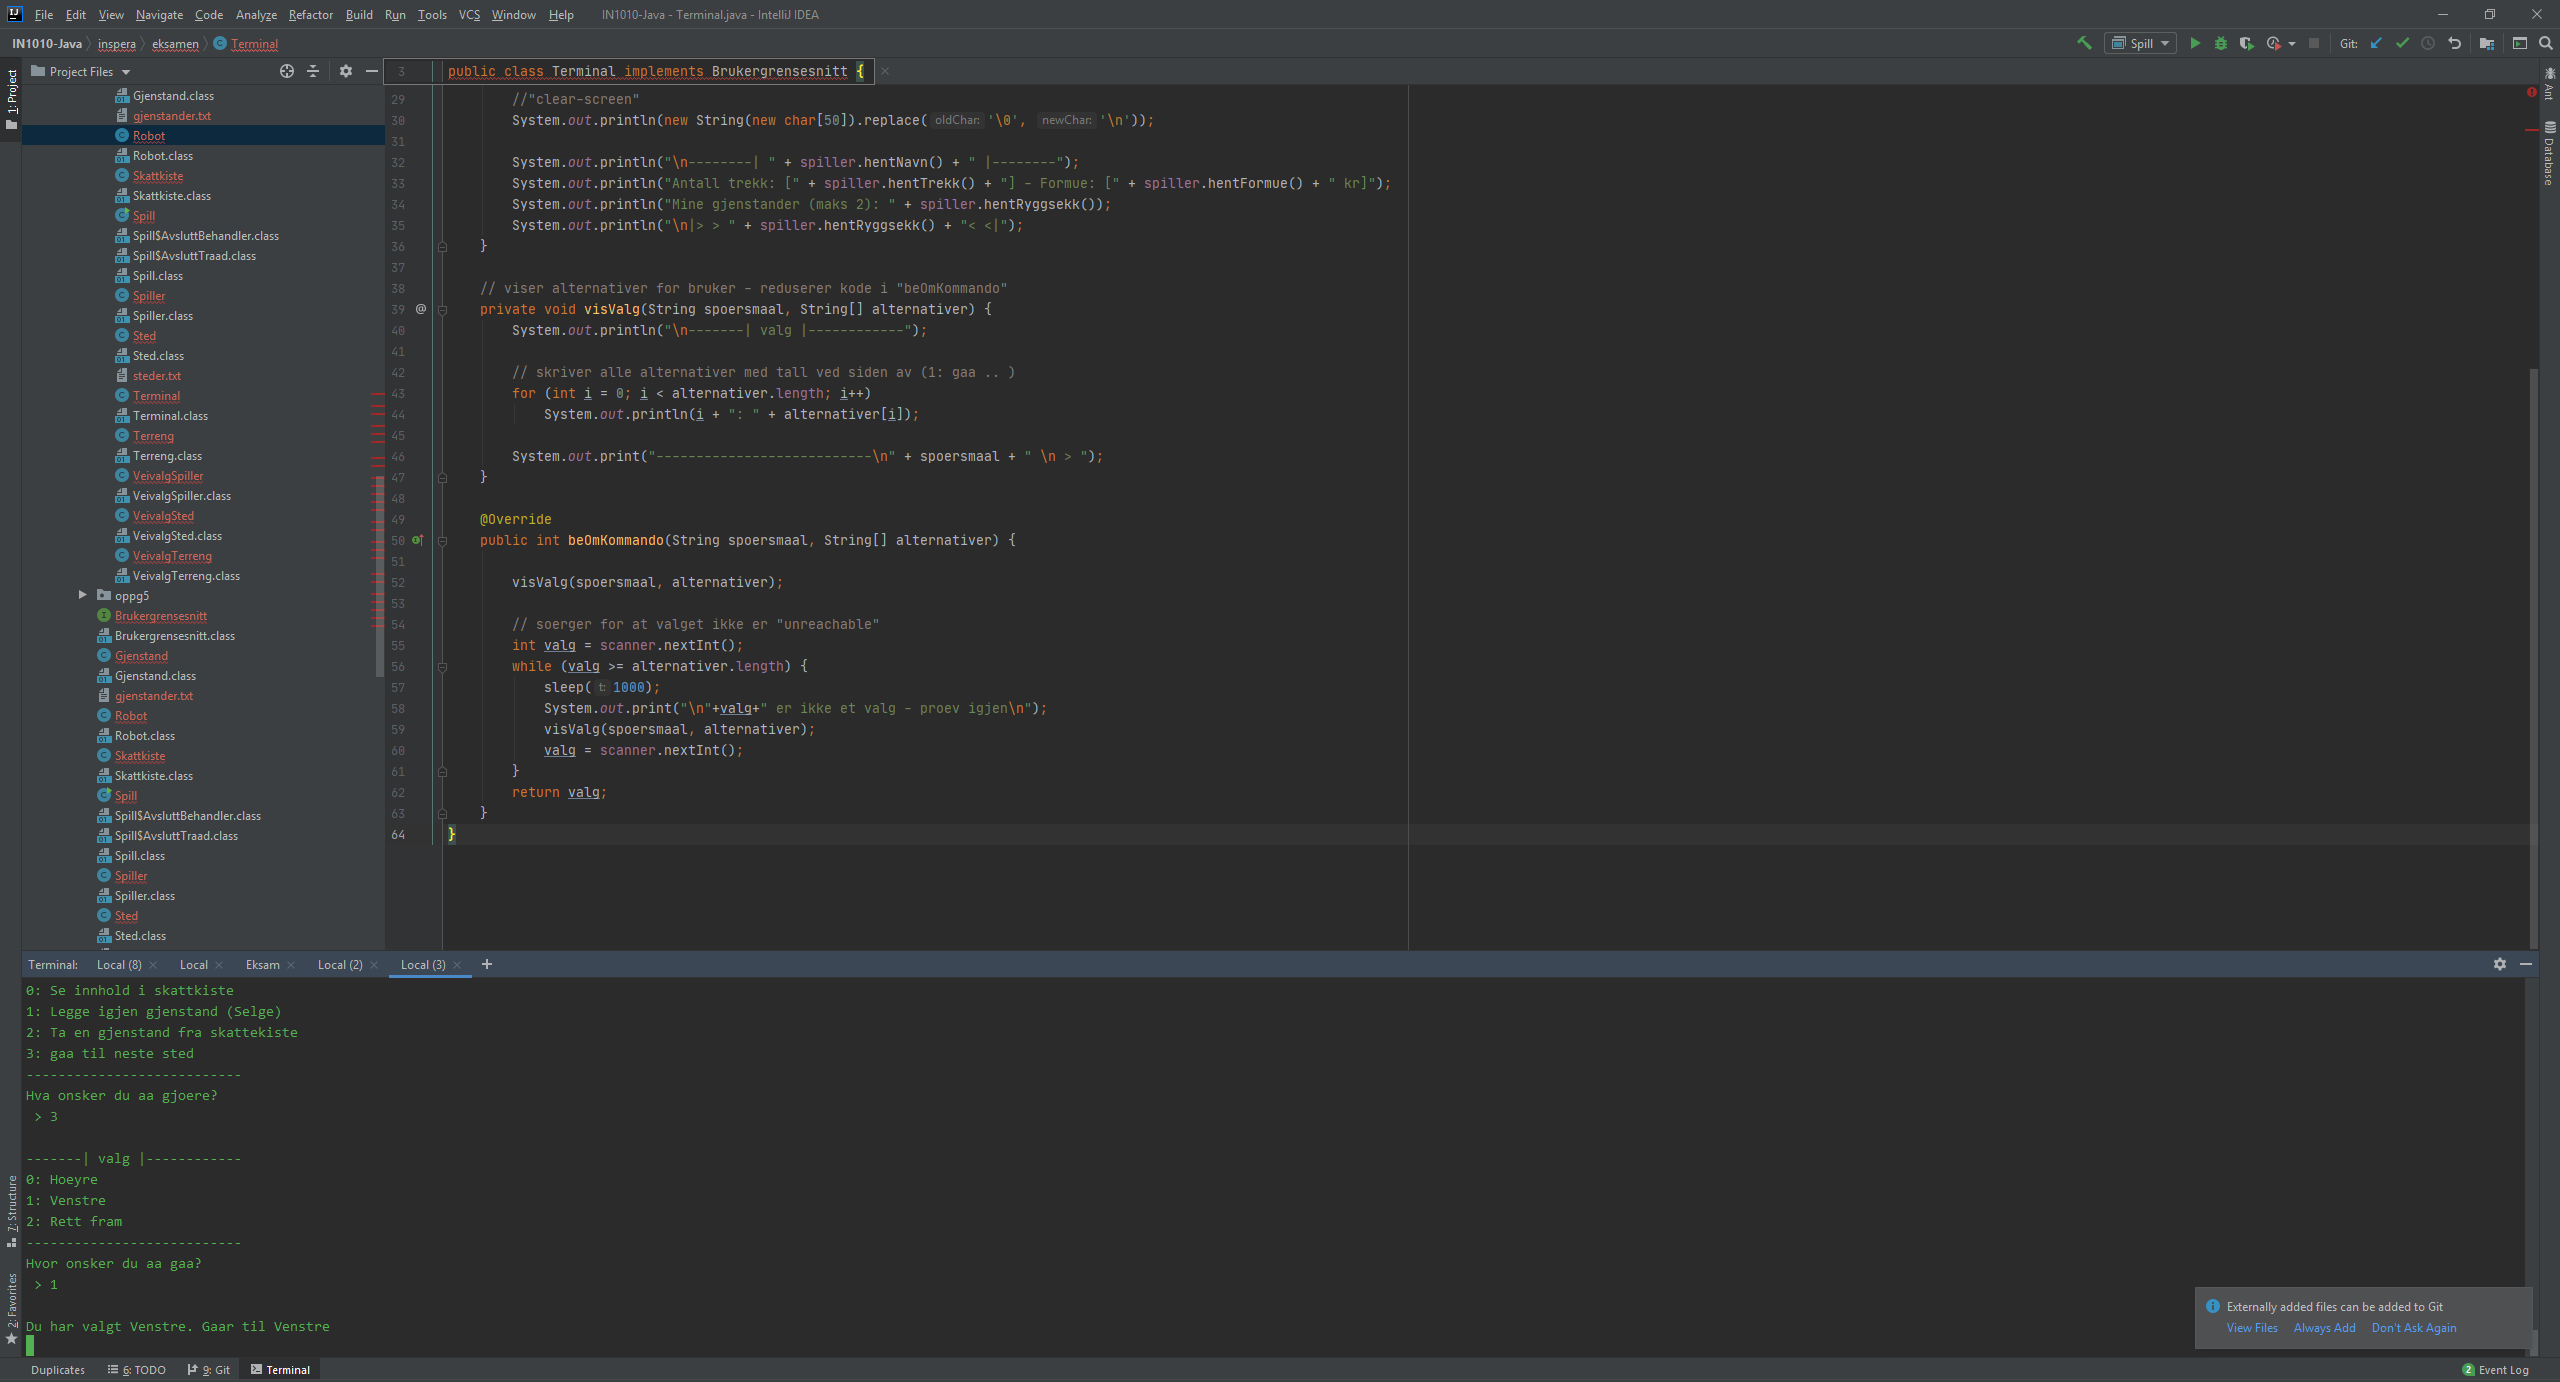 File Edit View Navigate Code Analyze Refactor Build Run Tools VCS Window Help IN1010-Java - Terminal.java - IntelliJ IDEA
IN1010-Java inspera eksamen Terminal Spill Git:
1: Project
Project Files
Gjenstand.class
gjenstander.txt
Robot
Robot.class
Skattkiste
Skattkiste.class
Spill
Spill$AvsluttBehandler.class
Spill$AvsluttTraad.class
Spill.class
Spiller
Spiller.class
Sted
Sted.class
steder.txt
Terminal
Terminal.class
Terreng
Terreng.class
VeivalgSpiller
VeivalgSpiller.class
VeivalgSted
VeivalgSted.class
VeivalgTerreng
VeivalgTerreng.class
oppg5
Brukergrensesnitt
Brukergrensesnitt.class
Gjenstand
Gjenstand.class
gjenstander.txt
Robot
Robot.class
Skattkiste
Skattkiste.class
Spill
Spill$AvsluttBehandler.class
Spill$AvsluttTraad.class
Spill.class
Spiller
Spiller.class
Sted
Sted.class
7: Structure
2: Favorites
3 public class Terminal implements Brukergrensesnitt {
29 //"clear-screen"
30 System.out.println(new String(new char[50]).replace( oldChar: '\0', newChar: '\n'));
31
32 System.out.println("\n--------| " + spiller.hentNavn() + " |--------");
33 System.out.println("Antall trekk: [" + spiller.hentTrekk() + "] - Formue: [" + spiller.hentFormue() + " kr]");
34 System.out.println("Mine gjenstander (maks 2): " + spiller.hentRyggsekk());
35 System.out.println("\n|> > " + spiller.hentRyggsekk() + "< <|");
36 }
37
38 // viser alternativer for bruker - reduserer kode i "beOmKommando"
39 @ private void visValg(String spoersmaal, String[] alternativer) {
40 System.out.println("\n-------| valg |------------");
41
42 // skriver alle alternativer med tall ved siden av (1: gaa .. )
43 for (int i = 0; i < alternativer.length; i++)
44 System.out.println(i + ": " + alternativer[i]);
45
46 System.out.print("---------------------------\n" + spoersmaal + " \n > ");
47 }
48
49 @Override
50 public int beOmKommando(String spoersmaal, String[] alternativer) {
51
52 visValg(spoersmaal, alternativer);
53
54 // soerger for at valget ikke er "unreachable"
55 int valg = scanner.nextInt();
56 while (valg >= alternativer.length) {
57 sleep( t: 1000);
58 System.out.print("\n"+valg+" er ikke et valg - proev igjen\n");
59 visValg(spoersmaal, alternativer);
60 valg = scanner.nextInt();
61 }
62 return valg;
63 }
64 }
Ant
Database
Terminal: Local (8) Local Eksam Local (2) Local (3) +
0: Se innhold i skattkiste
1: Legge igjen gjenstand (Selge)
2: Ta en gjenstand fra skattekiste
3: gaa til neste sted
---------------------------
Hva onsker du aa gjoere?
> 3
-------| valg |------------
0: Hoeyre
1: Venstre
2: Rett fram
---------------------------
Hvor onsker du aa gaa?
> 1
Du har valgt Venstre. Gaar til Venstre
Externally added files can be added to Git
View Files Always Add Don't Ask Again
Duplicates 6: TODO 9: Git Terminal 2 Event Log